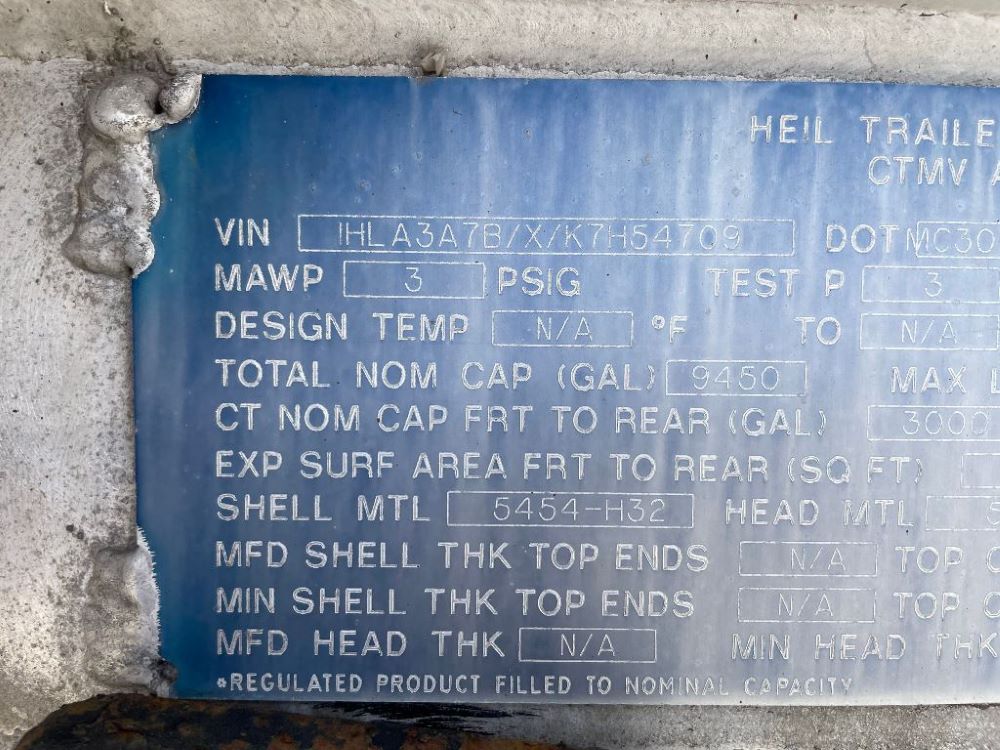 HEIL TRAILE
CTMV A
VIN 1HLA3A7B/X/K7H54709 DOT MC30
MAWP 3 PSIG TEST P 3
DESIGN TEMP N/A °F TO N/A
TOTAL NOM CAP (GAL) 9450 MAX L
CT NOM CAP FRT TO REAR (GAL) 3000
EXP SURF AREA FRT TO REAR (SQ FT)
SHELL MTL 5454-H32 HEAD MTL 5
MFD SHELL THK TOP ENDS N/A TOP C
MIN SHELL THK TOP ENDS N/A TOP C
MFD HEAD THK N/A MIN HEAD THK
*REGULATED PRODUCT FILLED TO NOMINAL CAPACITY